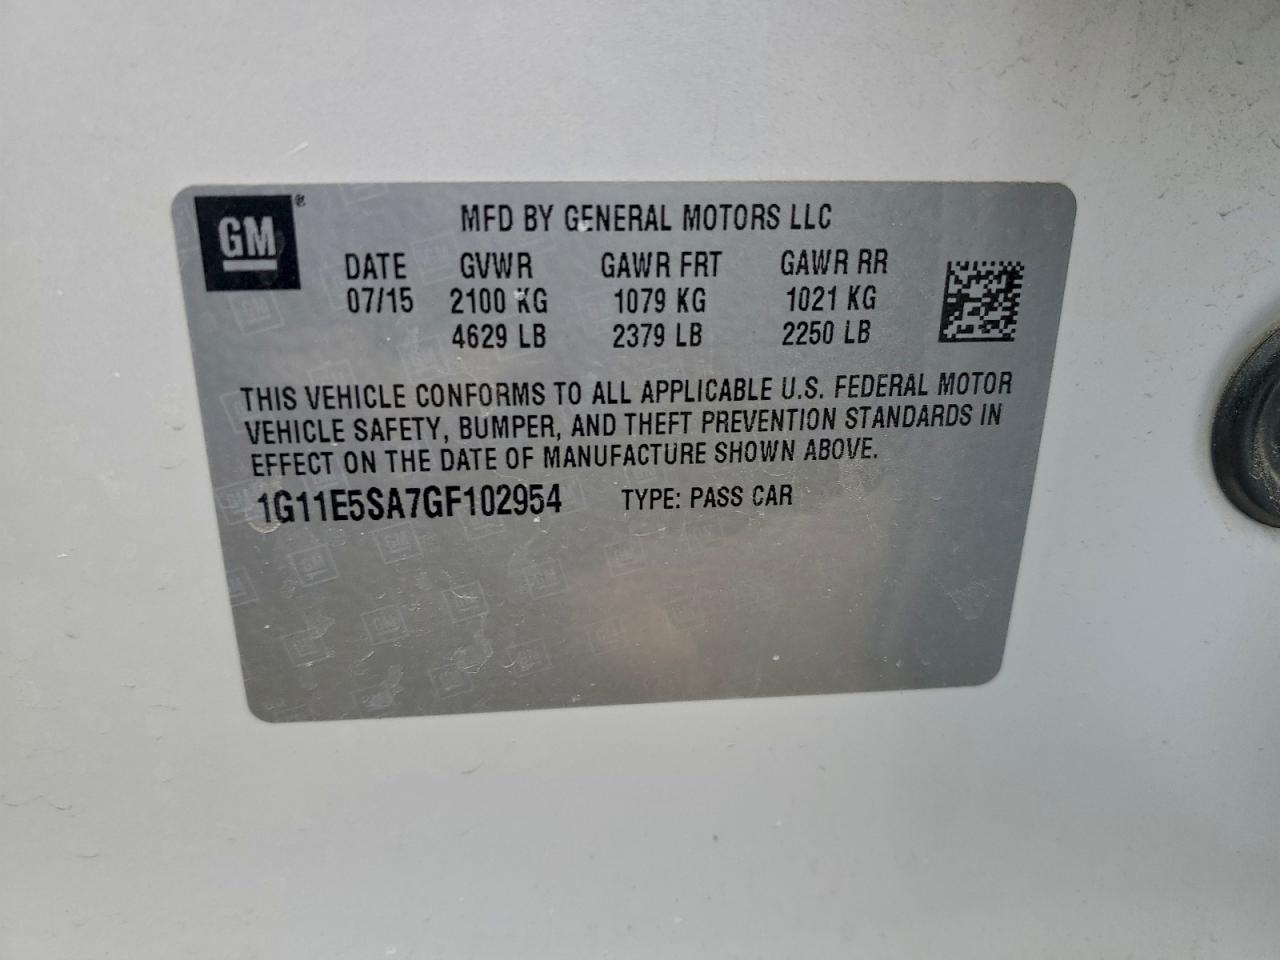 GM®
MFD BY GENERAL MOTORS LLC
DATE GVWR GAWR FRT GAWR RR
07/15 2100 KG 1079 KG 1021 KG
4629 LB 2379 LB 2250 LB
THIS VEHICLE CONFORMS TO ALL APPLICABLE U.S. FEDERAL MOTOR
VEHICLE SAFETY, BUMPER, AND THEFT PREVENTION STANDARDS IN
EFFECT ON THE DATE OF MANUFACTURE SHOWN ABOVE.
1G11E5SA7GF102954 TYPE: PASS CAR